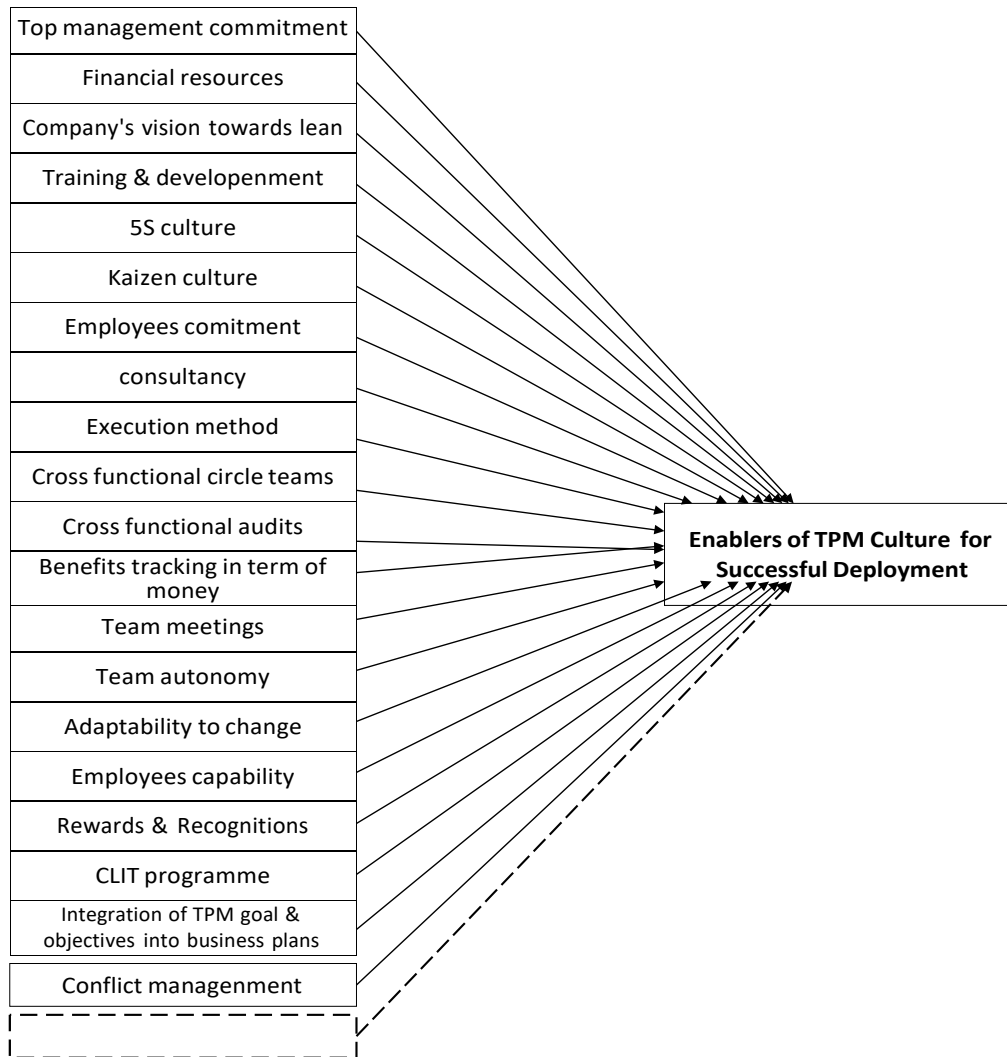 Top management commitment
Financial resources
Company's vision towards lean
Training & developenment
5S culture
Kaizen culture
Employees comitment
consultancy
Execution method
Cross functional circle teams
Cross functional audits
Benefits tracking in term of
money
Team meetings
Team autonomy
Adaptability to change
Employees capability
Rewards & Recognitions
CLIT programme
Integration of TPM goal &
objectives into business plans
Conflict managenment
Enablers of TPM Culture for
Successful Deployment